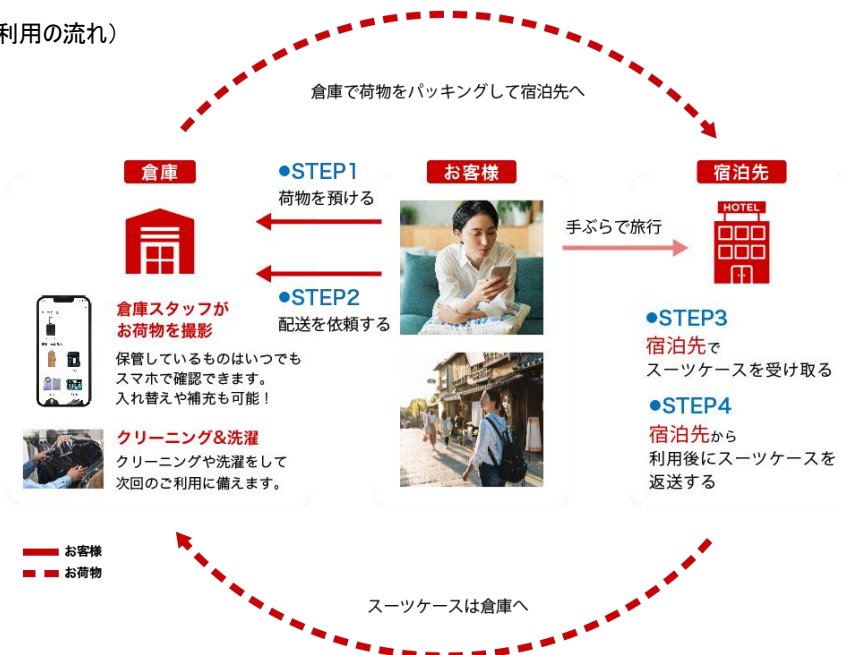 利用の流れ）
倉庫で荷物をパッキングして宿泊先へ
倉庫
●STEP1
荷物を預ける
●STEP2
配送を依頼する
お客様
手ぶらで旅行
宿泊先
HOTEL
倉庫スタッフが
お荷物を撮影
保管しているものはいつでも
スマホで確認できます。
入れ替えや補充も可能！
クリーニング&洗濯
クリーニングや洗濯をして
次回のご利用に備えます。
●STEP3
宿泊先で
スーツケースを受け取る
●STEP4
宿泊先から
利用後にスーツケースを
返送する
お客様
お荷物
スーツケースは倉庫へ